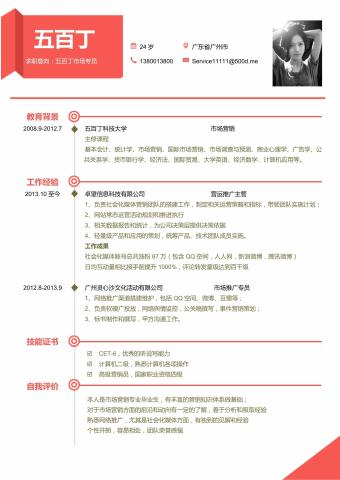 五百丁
求职意向：五百丁市场专员
24 岁
广东省广州市
1380013800
Service11111@500d.me
教育背景
2008.9-2012.7 五百丁科技大学 市场营销
主修课程
基本会计、统计学、市场营销、国际市场营销、市场调查与预测、商业心理学、广告学、公
共关系学、货币银行学、经济法、国际贸易、大学英语、经济数学、计算机应用等。
工作经验
2013.10 至今 卓望信息科技有限公司 营运推广主管
1、负责社会化媒体营销团队的搭建工作，制定相关运营策略和指标，带领团队实施计划；
2、网站常态运营活动规划和推进执行
3、相关数据报告和统计，为公司决策层提供决策依据
4、轻量级产品和应用的策划，统筹产品、技术团队成员实施。
工作成果
社会化媒体账号总共涨粉 67 万（包含 QQ 空间，人人网，新浪微博，腾讯微博）
日均互动量相比接手前提升 1000%，评论转发量级达到百千级
2012.8-2013.9 广州灵心沙文化活动有限公司 市场推广专员
1、网络推广渠道搭建维护，包括 QQ 空间、微博、豆瓣等；
2、负责软硬广投放，网络舆情监控，公关稿撰写，事件营销策划；
3、标书制作和撰写，甲方沟通工作。
技能证书
CET-6，优秀的听说写能力
计算机二级，熟悉计算机各项操作
高级营销员，国家职业资格四级
自我评价
本人是市场营销专业毕业生，有丰富的营销知识体系做基础；
对于市场营销方面的前沿和动向有一定的了解，善于分析和吸取经验
熟悉网络推广，尤其是社会化媒体方面，有独到的见解和经验
个性开朗，容易相处，团队荣誉感强